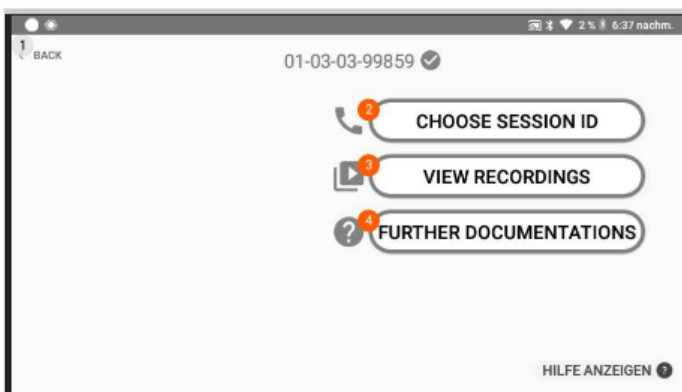 2 % 6:37 nachm.
1
BACK
01-03-03-99859
2
CHOOSE SESSION ID
3
VIEW RECORDINGS
4
FURTHER DOCUMENTATIONS
HILFE ANZEIGEN ?